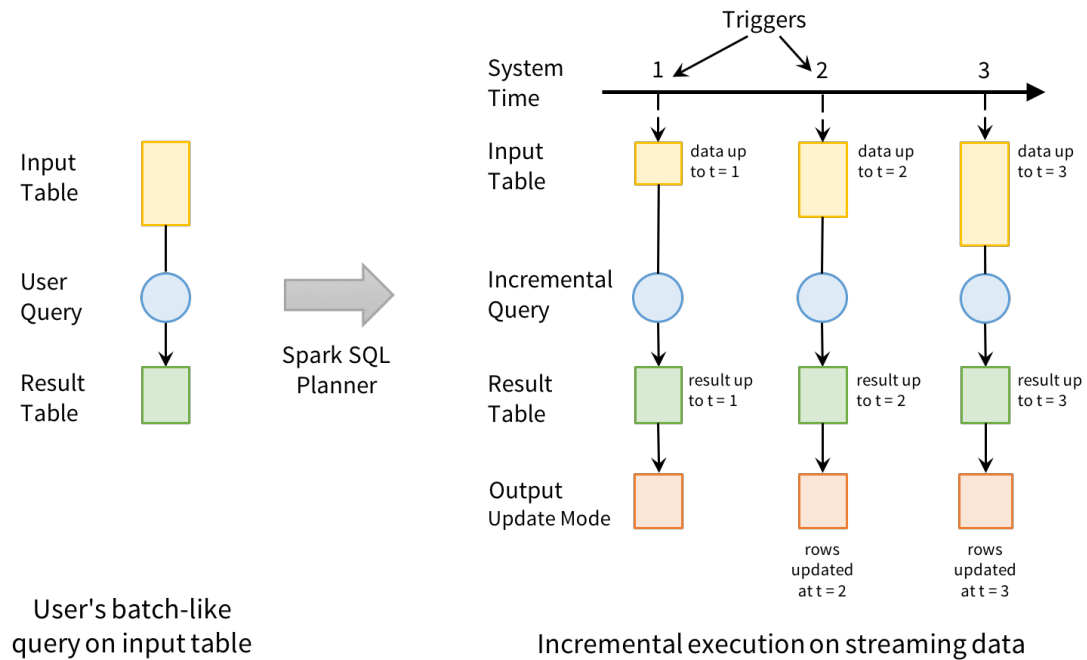 Input
Table
User
Query
Result
Table
User's batch-like
query on input table
Spark SQL
Planner
Triggers
System
Time
1
2
3
Input
Table
data up
to t = 1
data up
to t = 2
data up
to t = 3
Incremental
Query
Result
Table
result up
to t = 1
result up
to t = 2
result up
to t = 3
Output
Update Mode
rows
updated
at t = 2
rows
updated
at t = 3
Incremental execution on streaming data